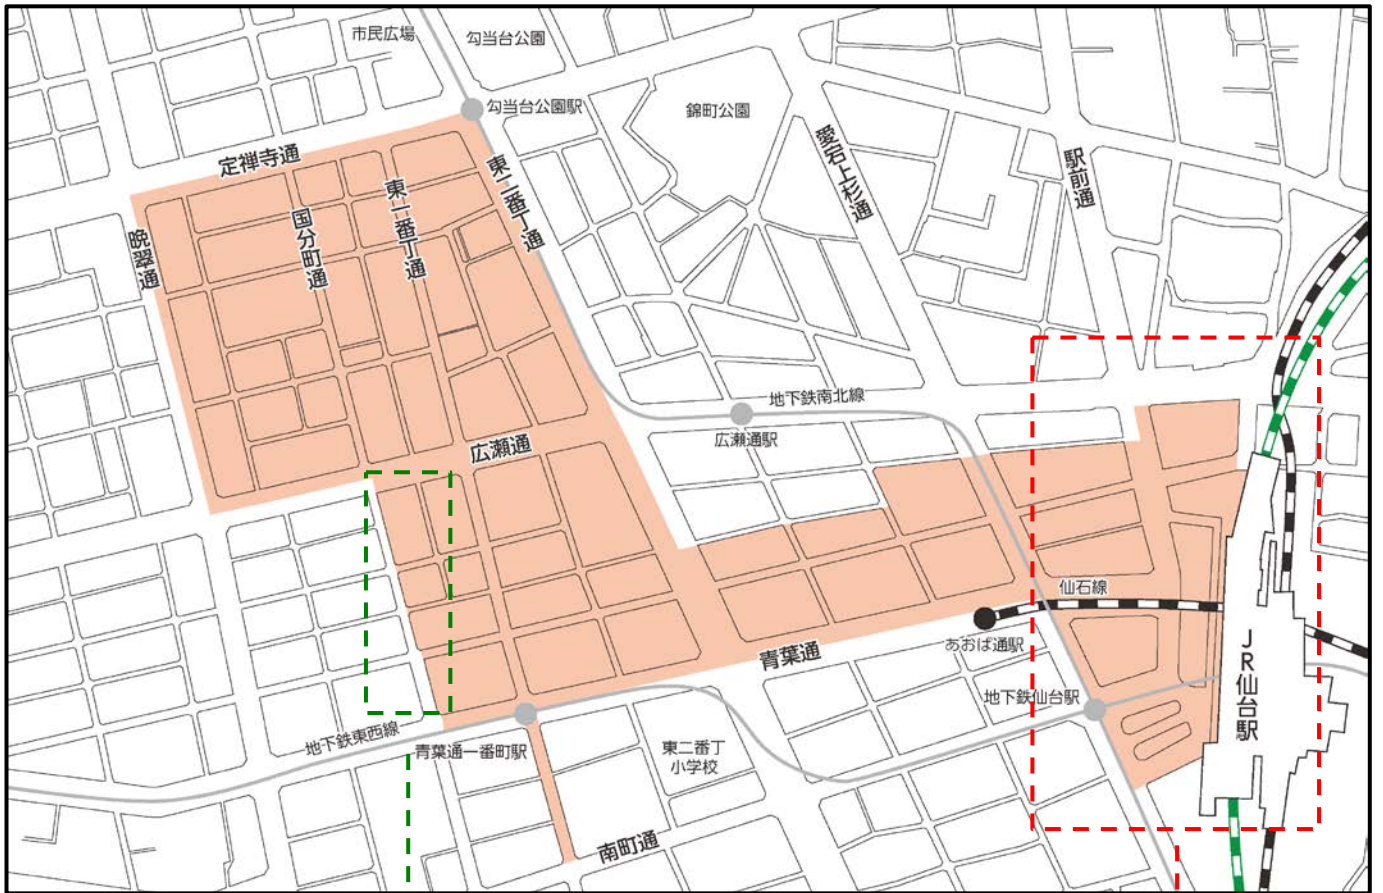 市民広場
勾当台公園
勾当台公園駅
錦町公園
定禅寺通
東二番丁通
愛宕上杉通
駅前通
東一番丁通
国分町通
晩翠通
地下鉄南北線
広瀬通駅
広瀬通
仙石線
あおば通駅
青葉通
JR仙台駅
地下鉄仙台駅
地下鉄東西線
青葉通一番町駅
東二番丁
小学校
南町通